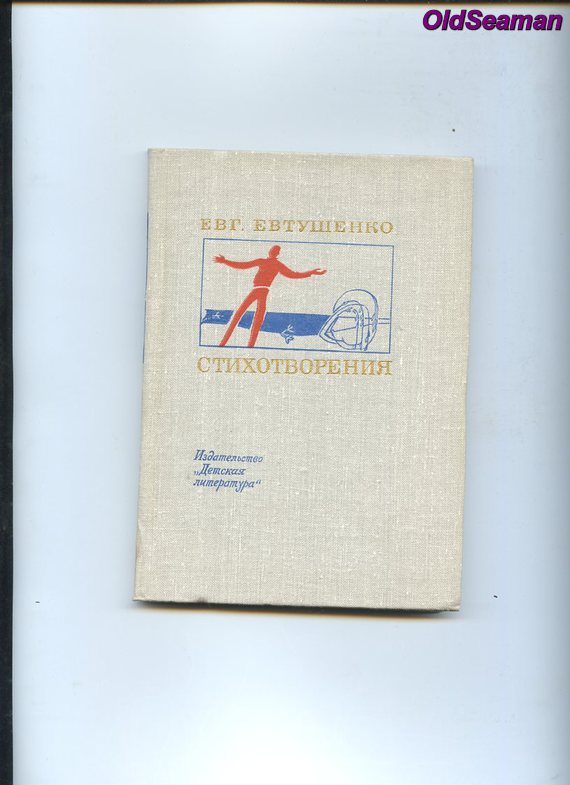 OldSeaman
ЕВГ. ЕВТУШЕНКО
СТИХОТВОРЕНИЯ
Издательство
„Детская
литература“